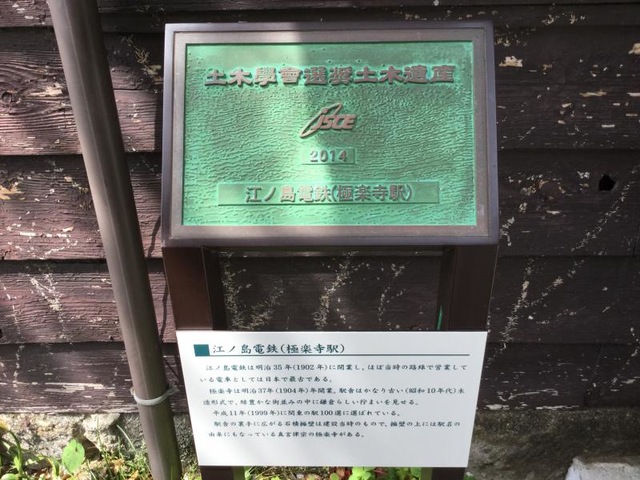 土木學會選奨土木遺産
JSCE
2014
江ノ島電鉄(極楽寺駅)
江ノ島電鉄(極楽寺駅)
江ノ島電鉄は明治35年(1902年)に開業し，ほぼ当時の路線で営業して
いる電車としては日本で最古である。
極楽寺は明治37年(1904年)年開業。駅舎はかなり古い(昭和10年代)木
造形式で、緑豊かな街並みの中に鎌倉らしい佇まいを見せる。
平成11年(1999年)に関東の駅100選に選ばれている。
駅舎の裏手に広がる石積擁壁は建設当時のもので、擁壁の上には駅名の
由来にもなっている真言律宗の極楽寺がある。